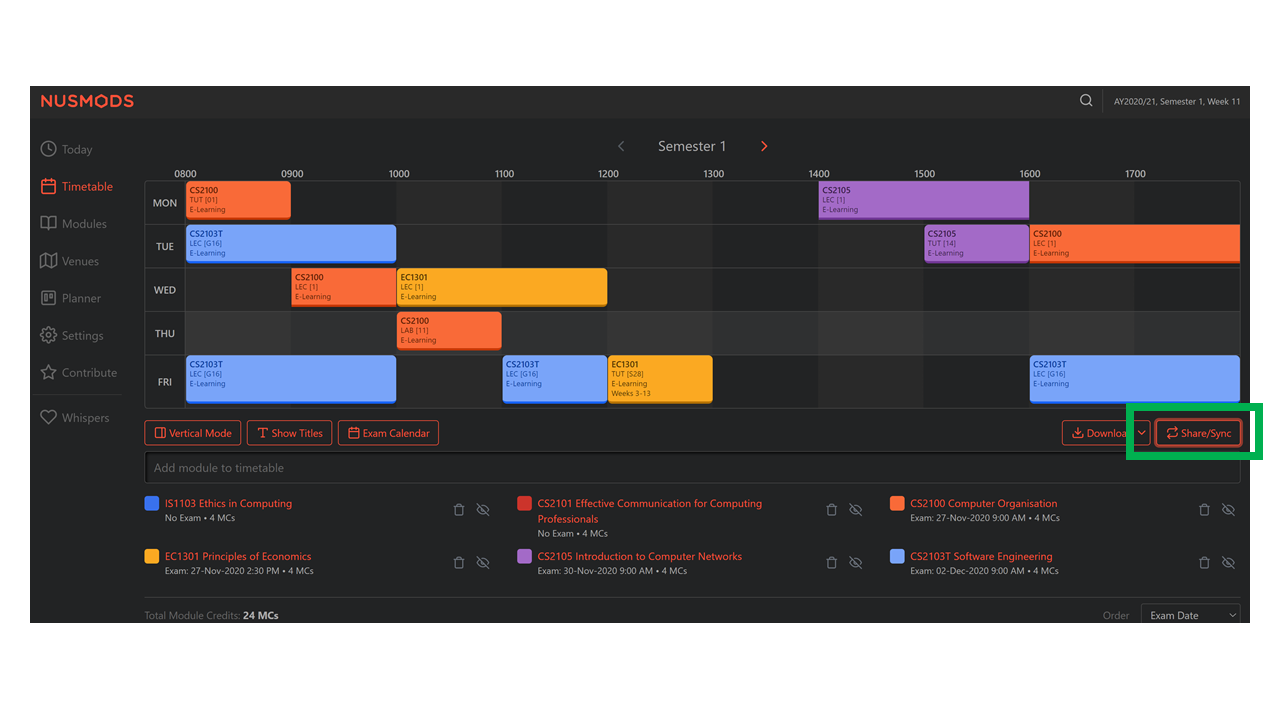 NUSMODS
AY2020/21, Semester 1, Week 11
Today
Timetable
Modules
Venues
Planner
Settings
Contribute
Whispers
Semester 1
0800 0900 1000 1100 1200 1300 1400 1500 1600 1700
MON
CS2100
TUT [01]
E-Learning
CS2105
LEC [1]
E-Learning
TUE
CS2103T
LEC [G16]
E-Learning
CS2105
TUT [14]
E-Learning
CS2100
LEC [1]
E-Learning
WED
CS2100
LEC [1]
E-Learning
EC1301
LEC [1]
E-Learning
THU
CS2100
LAB [11]
E-Learning
FRI
CS2103T
LEC [G16]
E-Learning
CS2103T
LEC [G16]
E-Learning
EC1301
TUT [S28]
E-Learning
Weeks 3-13
CS2103T
LEC [G16]
E-Learning
Vertical Mode Show Titles Exam Calendar Downloa Share/Sync
Add module to timetable
IS1103 Ethics in Computing
No Exam • 4 MCs
CS2101 Effective Communication for Computing
Professionals
No Exam • 4 MCs
CS2100 Computer Organisation
Exam: 27-Nov-2020 9:00 AM • 4 MCs
EC1301 Principles of Economics
Exam: 27-Nov-2020 2:30 PM • 4 MCs
CS2105 Introduction to Computer Networks
Exam: 30-Nov-2020 9:00 AM • 4 MCs
CS2103T Software Engineering
Exam: 02-Dec-2020 9:00 AM • 4 MCs
Total Module Credits: 24 MCs
Order Exam Date